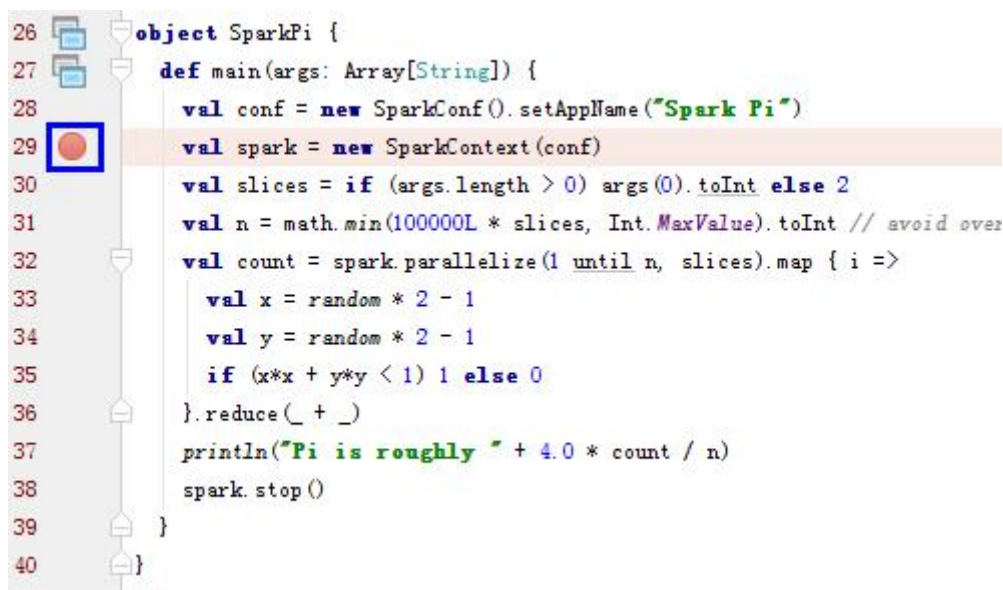 26 object SparkPi {
27 def main(args: Array[String]) {
28 val conf = new SparkConf().setAppName("Spark Pi")
29 val spark = new SparkContext(conf)
30 val slices = if (args.length > 0) args(0).toInt else 2
31 val n = math.min(100000L * slices, Int.MaxValue).toInt // avoid over
32 val count = spark.parallelize(1 until n, slices).map { i =>
33 val x = random * 2 - 1
34 val y = random * 2 - 1
35 if (x*x + y*y < 1) 1 else 0
36 }.reduce(_ + _)
37 println("Pi is roughly " + 4.0 * count / n)
38 spark.stop()
39 }
40 }